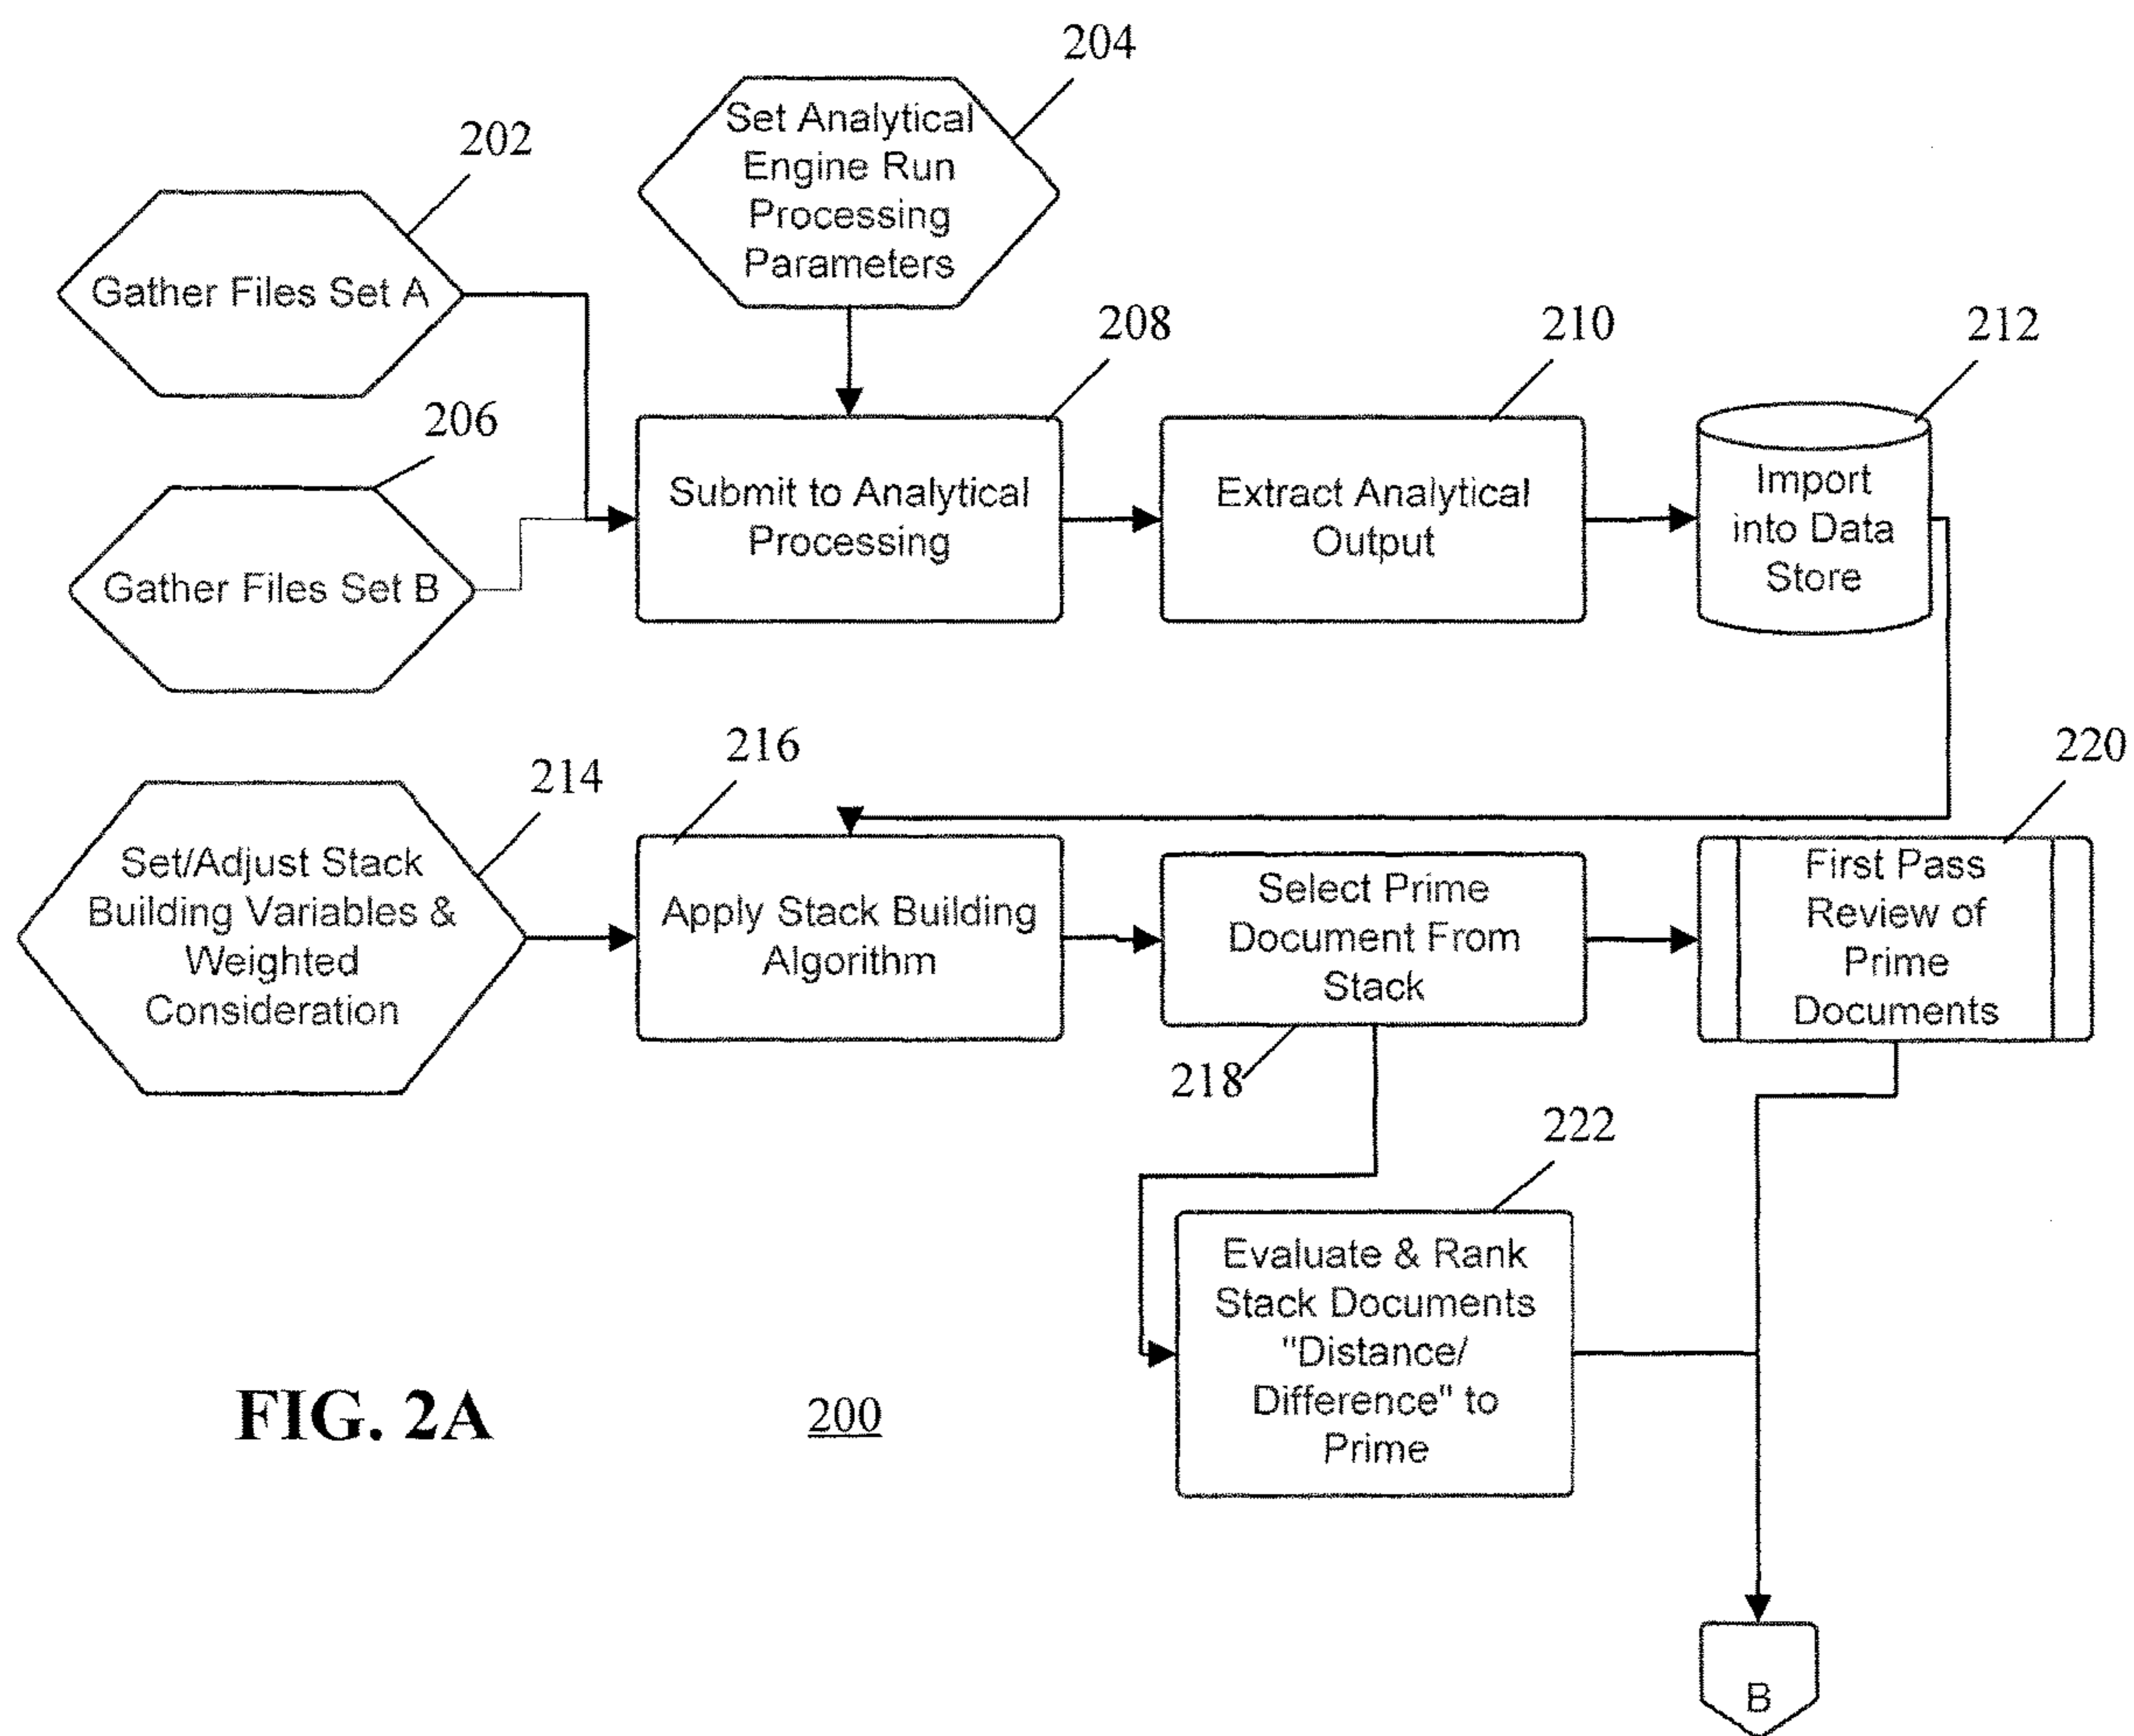 204
Set Analytical
Engine Run
Processing
Parameters
202
Gather Files Set A
206
Gather Files Set B
208
Submit to Analytical
Processing
210
Extract Analytical
Output
212
Import
into Data
Store
214
Set/Adjust Stack
Building Variables &
Weighted
Consideration
216
Apply Stack Building
Algorithm
Select Prime
Document From
Stack
218
220
First Pass
Review of
Prime
Documents
222
Evaluate & Rank
Stack Documents
"Distance/
Difference" to
Prime
FIG. 2A
200
B